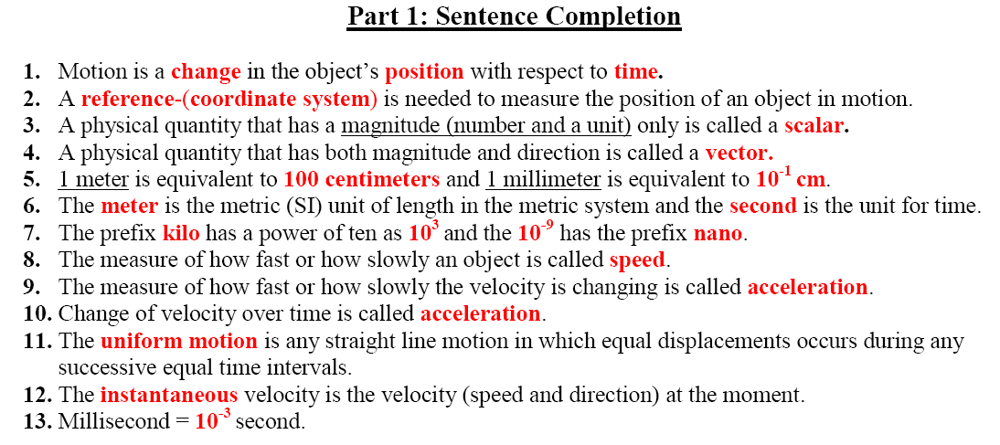 Part 1: Sentence Completion
1. Motion is a change in the object's position with respect to time.
2. A reference-(coordinate system) is needed to measure the position of an object in motion.
3. A physical quantity that has a magnitude (number and a unit) only is called a scalar.
4. A physical quantity that has both magnitude and direction is called a vector.
5. 1 meter is equivalent to 100 centimeters and 1 millimeter is equivalent to 10⁻¹ cm.
6. The meter is the metric (SI) unit of length in the metric system and the second is the unit for time.
7. The prefix kilo has a power of ten as 10³ and the 10⁻⁹ has the prefix nano.
8. The measure of how fast or how slowly an object is called speed.
9. The measure of how fast or how slowly the velocity is changing is called acceleration.
10. Change of velocity over time is called acceleration.
11. The uniform motion is any straight line motion in which equal displacements occurs during any
successive equal time intervals.
12. The instantaneous velocity is the velocity (speed and direction) at the moment.
13. Millisecond = 10⁻³ second.